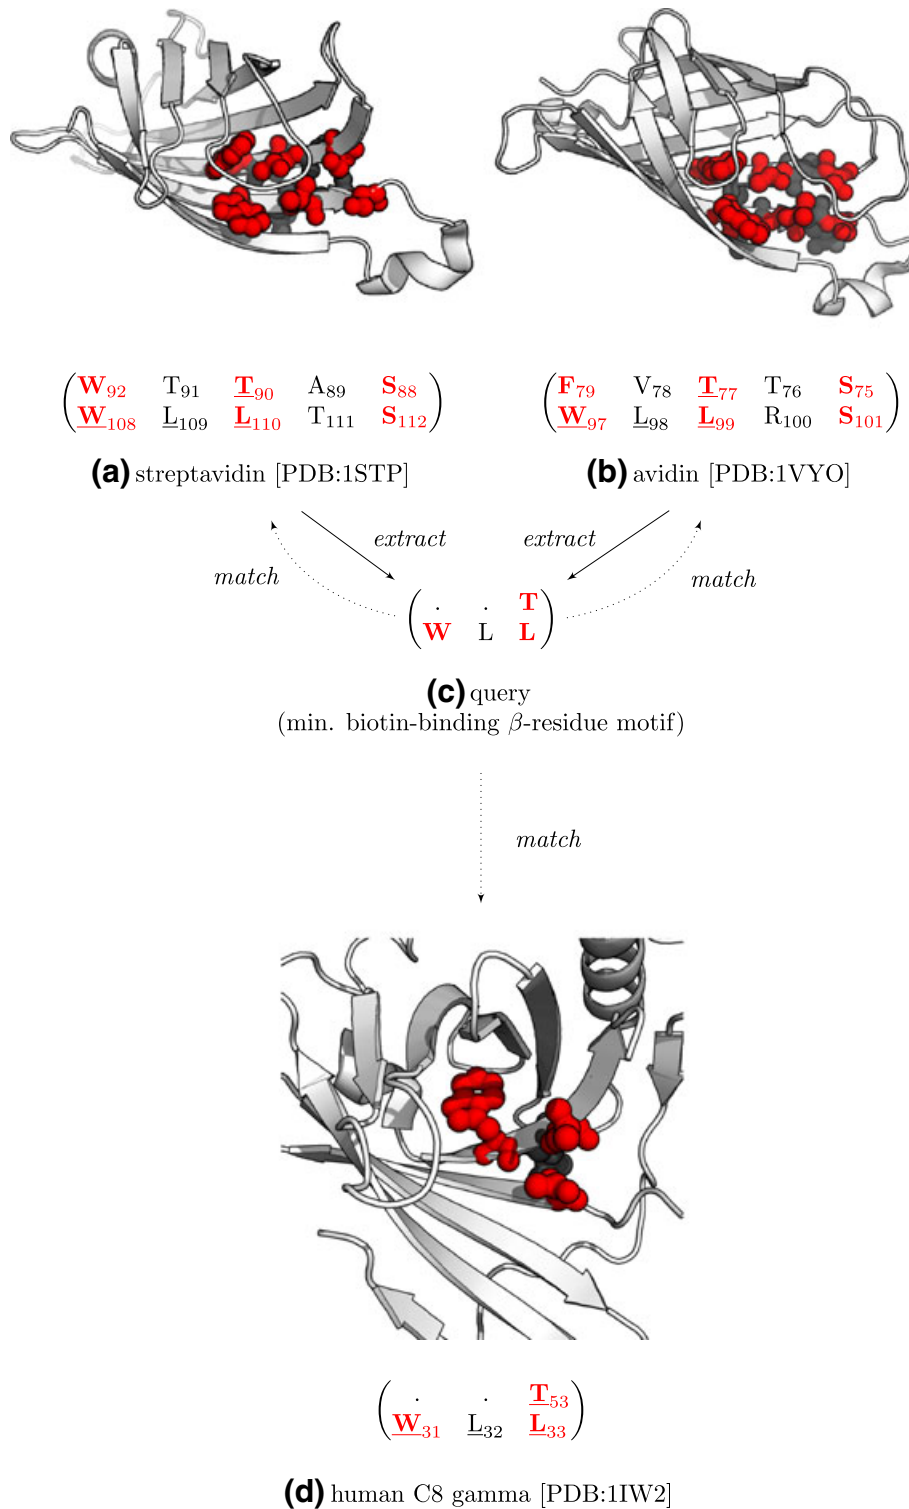 W92 T91 T90 A89 S88
W108 L109 L110 T111 S112
F79 V78 T77 T76 S75
W97 L98 L99 R100 S101
(a) streptavidin [PDB:1STP]
(b) avidin [PDB:1VYO]
extract
extract
match
match
. . T
W L L
(c) query
(min. biotin-binding β-residue motif)
match
. . T53
W31 L32 L33
(d) human C8 gamma [PDB:1IW2]